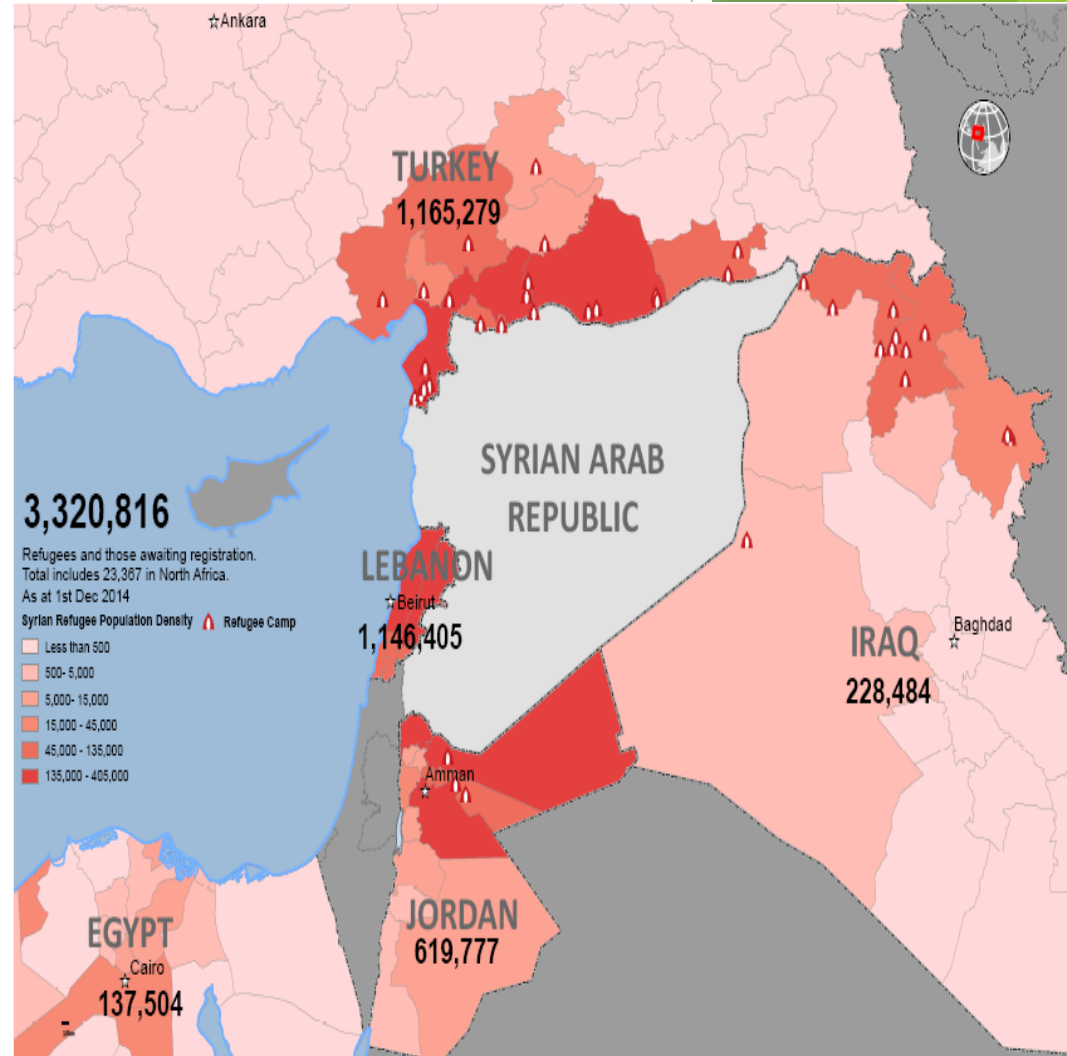 Ankara
TURKEY
1,165,279
SYRIAN ARAB
REPUBLIC
3,320,816
Refugees and those awaiting registration.
Total includes 23,367 in North Africa.
As at 1st Dec 2014
Syrian Refugee Population Density
Refugee Camp
Less than 500
500- 5,000
5,000- 15,000
15,000 - 45,000
45,000 - 135,000
135,000 - 405,000
LEBANON
Beirut
1,146,405
Baghdad
IRAQ
228,484
Amman
JORDAN
619,777
EGYPT
Cairo
137,504